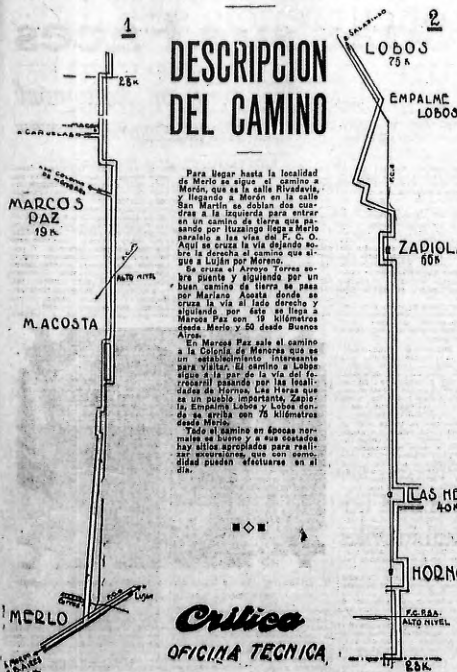 1
28 K
A CAÑUELAS
MARCOS
PAZ
19 K.
ALTO NIVEL
M. ACOSTA
MERLO
LUJAN
DESCRIPCION
DEL CAMINO
Para llegar hasta la localidad
de Merlo se sigue el camino a
Morón, que es la calle Rivadavia,
y llegando a Morón en la calle
San Martín se doblan dos cua-
dras a la izquierda para entrar
en un camino de tierra que pa-
sando por Ituzaingo llega a Merlo
paralelo a las vías del F. C. O.
Aquí se cruza la vía dejando so-
bre la derecha el camino que si-
gue a Luján por Moreno.
Se cruza el Arroyo Torres so-
bre puente y siguiendo por un
buen camino de tierra se pasa
por Mariano Acosta donde se
cruza la vía al lado derecho y
siguiendo por éste se llega a
Marcos Paz con 19 kilómetros
desde Merlo y 50 desde Buenos
Aires.
En Marcos Paz sale el camino
a la Colonia de Menores que es
un establecimiento interesante
para visitar. El camino a Lobos
sigue a la par de la vía del fe-
rrocarril pasando por las locali-
dades de Hornos, Las Heras que
es un pueblo importante, Zapio-
la, Empalme Lobos y Lobos don-
de se arriba con 75 kilómetros
desde Merlo.
Todo el camino en épocas nor-
males es bueno y a sus costados
hay sitios apropiados para reali-
zar excursiones, que con como-
didad pueden efectuarse en el
día.
Crítica
OFICINA TECNICA
2
A SALADILLO
LOBOS
75 K
EMPALME
LOBOS
F.C.S
ZAPIOLA
66K
LAS HE
40K
HORNO
ALTO NIVEL
28K